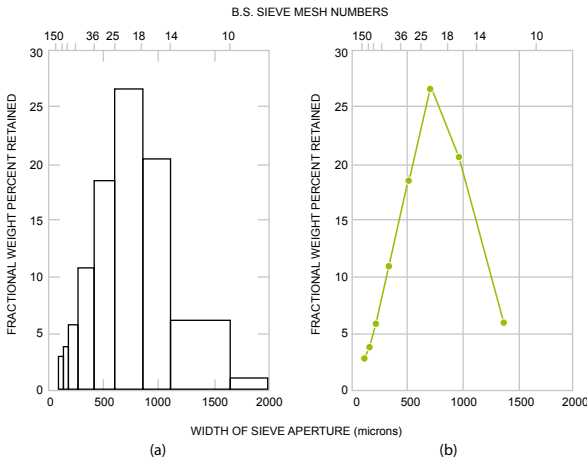 B.S. SIEVE MESH NUMBERS
150 36 25 18 14 10
150 36 25 18 14 10
FRACTIONAL WEIGHT PERCENT RETAINED
30
25
20
15
10
5
0
0 500 1000 1500 2000
FRACTIONAL WEIGHT PERCENT RETAINED
30
25
20
15
10
5
0
0 500 1000 1500 2000
WIDTH OF SIEVE APERTURE (microns)
(a) (b)